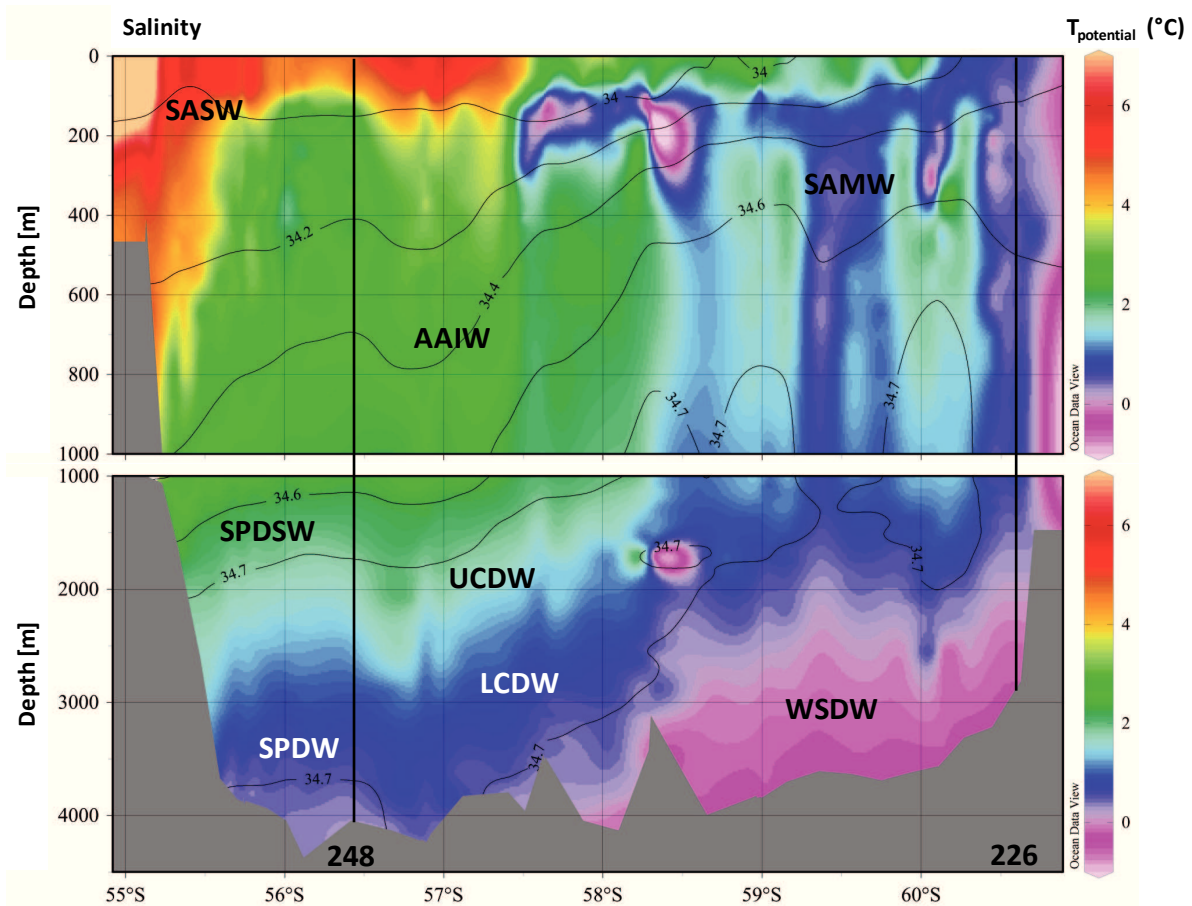 Salinity
T potential (°C)
Depth [m]
0
200
400
600
800
1000
SASW
34
34
SAMW
34.2
34.6
34.4
AAIW
34.7
34.7
34.7
6
4
2
0
Ocean Data View
Depth [m]
1000
2000
3000
4000
34.6
SPDSW
34.7
UCDW
34.7
34.7
LCDW
WSDW
SPDW
34.7
34.7
248
226
6
4
2
0
Ocean Data View
55°S
56°S
57°S
58°S
59°S
60°S